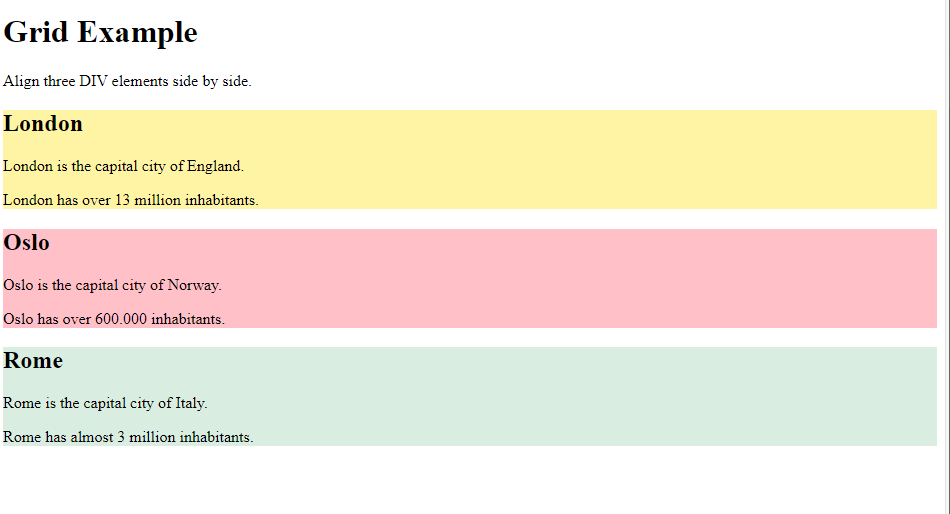 Grid Example
Align three DIV elements side by side.
London
London is the capital city of England.
London has over 13 million inhabitants.
Oslo
Oslo is the capital city of Norway.
Oslo has over 600.000 inhabitants.
Rome
Rome is the capital city of Italy.
Rome has almost 3 million inhabitants.